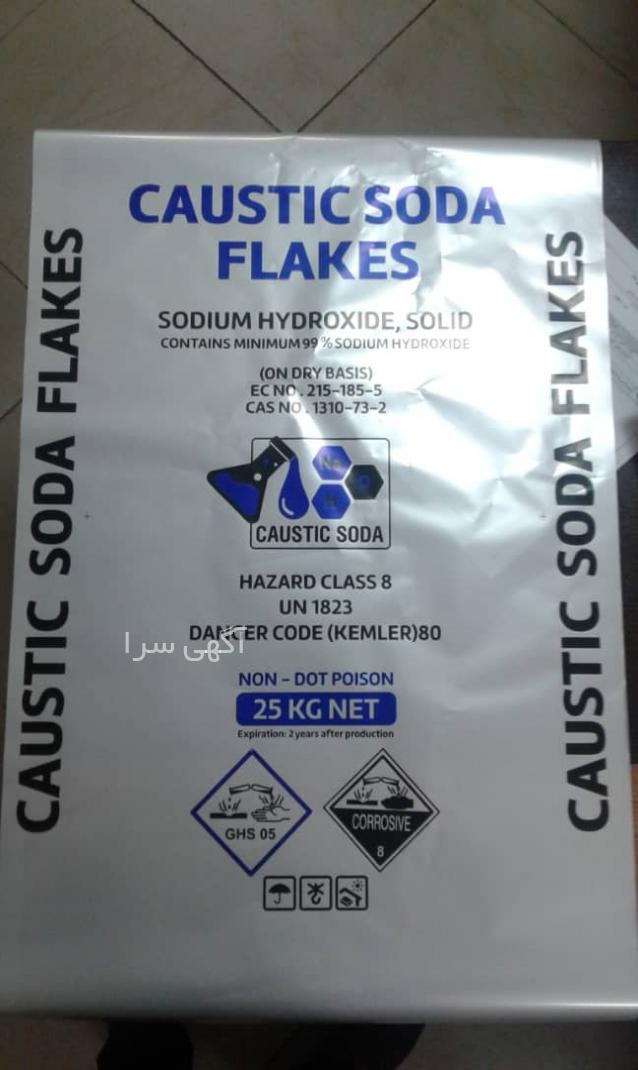 CAUSTIC SODA
FLAKES
CAUSTIC SODA FLAKES
CAUSTIC SODA FLAKES
SODIUM HYDROXIDE, SOLID
CONTAINS MINIMUM 99 % SODIUM HYDROXIDE
(ON DRY BASIS)
EC NO. 215-185-5
CAS NO. 1310-73-2
Na
O
H
CAUSTIC SODA
HAZARD CLASS 8
UN 1823
DANGER CODE (KEMLER)80
آگهی سرا
NON - DOT POISON
25 KG NET
Expiration: 2 years after production
GHS 05
CORROSIVE
8